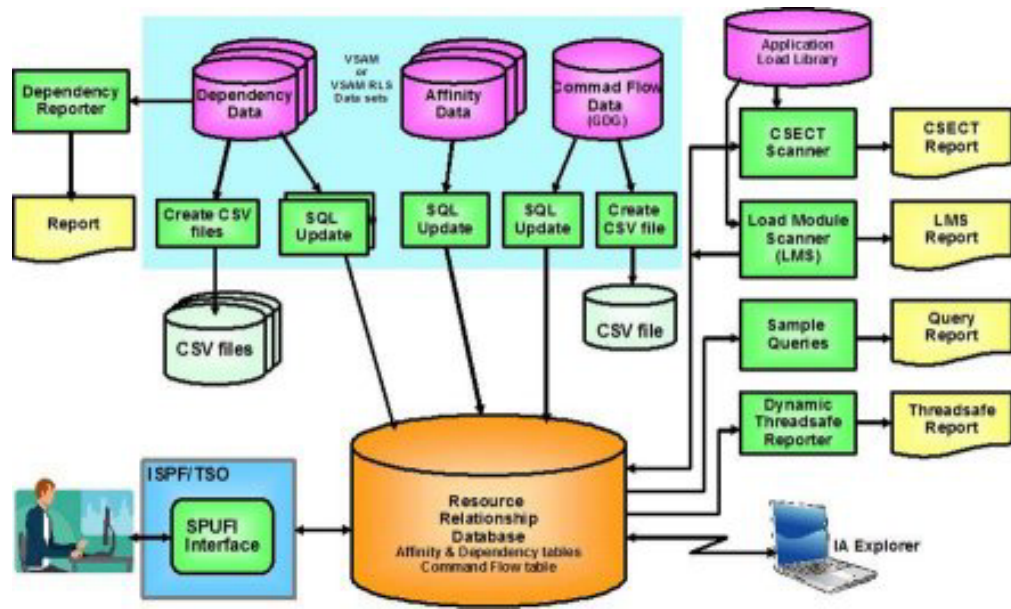 Dependency
Reporter
Report
Dependency
Data
VSAM
or
VSAM RLS
Data sets
Affinity
Data
Commad Flow
Data
(GDG)
Application
Load Library
CSECT
Scanner
CSECT
Report
Create CSV
files
SQL
Update
SQL
Update
SQL
Update
Create
CSV file
Load Module
Scanner
(LMS)
LMS
Report
CSV files
CSV file
Sample
Queries
Query
Report
Dynamic
Threadsafe
Reporter
Threadsafe
Report
ISPF/TSO
SPUFI
Interface
Resource
Relationship
Database
Affinity & Dependency tables
Command Flow table
IA Explorer